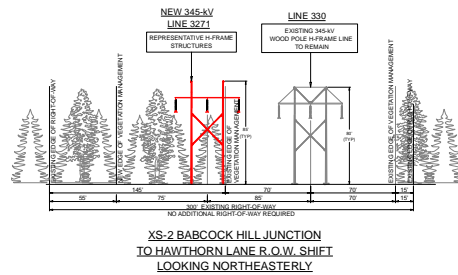 NEW 345-kV
LINE 3271
REPRESENTATIVE H-FRAME
STRUCTURES
LINE 330
EXISTING 345-kV
WOOD POLE H-FRAME LINE
TO REMAIN
EXISTING EDGE OF RIGHT-OF-WAY
NEW EDGE OF VEGETATION MANAGEMENT
EXISTING EDGE OF
VEGETATION MANAGEMENT
85'
(TYP)
80'
(TYP)
EXISTING EDGE OF VEGETATION MANAGEMENT
EXISTING EDGE OF RIGHT-OF-WAY
145'
70'
70'
15'
55'
75'
85'
70'
15'
300' EXISTING RIGHT-OF-WAY
NO ADDITIONAL RIGHT-OF-WAY REQUIRED
XS-2 BABCOCK HILL JUNCTION
TO HAWTHORN LANE R.O.W. SHIFT
LOOKING NORTHEASTERLY